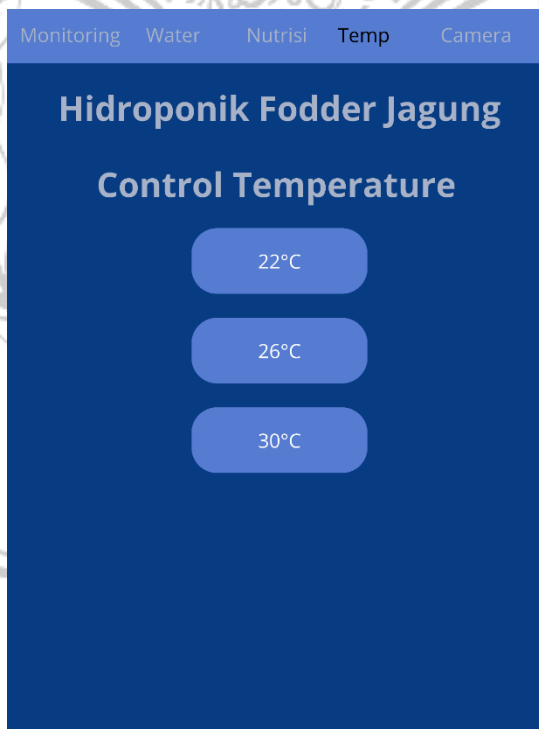 Monitoring Water Nutrisi Temp Camera
Hidroponik Fodder Jagung
Control Temperature
22°C
26°C
30°C